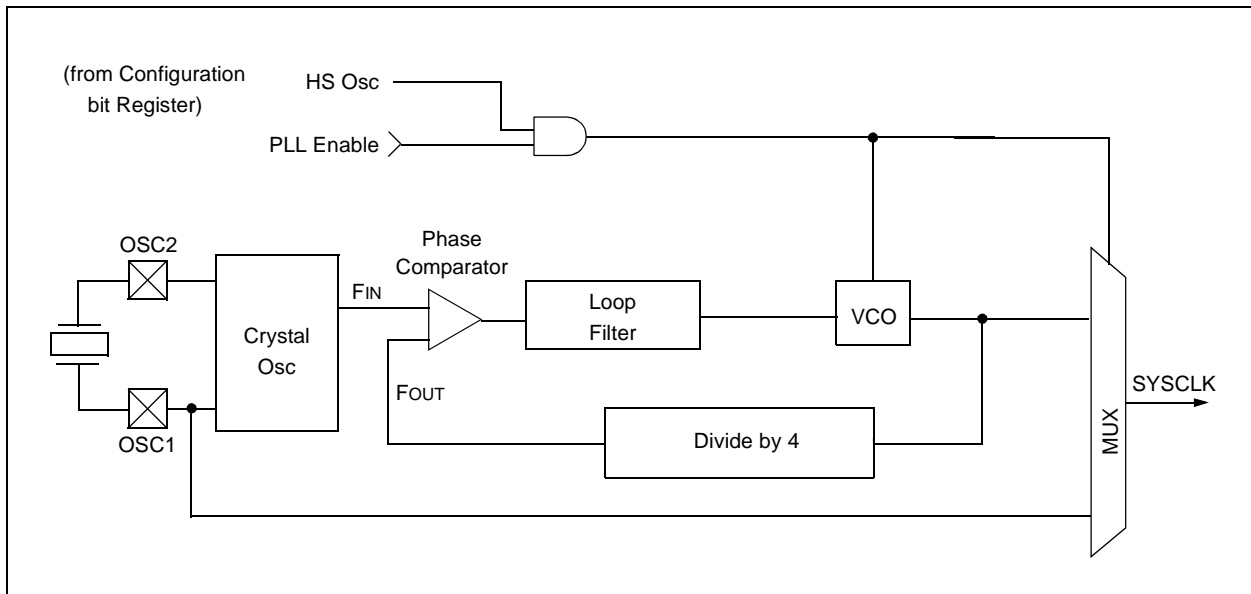 (from Configuration
bit Register)
HS Osc
PLL Enable
OSC2
Crystal
Osc
OSC1
FIN
Phase
Comparator
FOUT
Loop
Filter
VCO
Divide by 4
MUX
SYSCLK